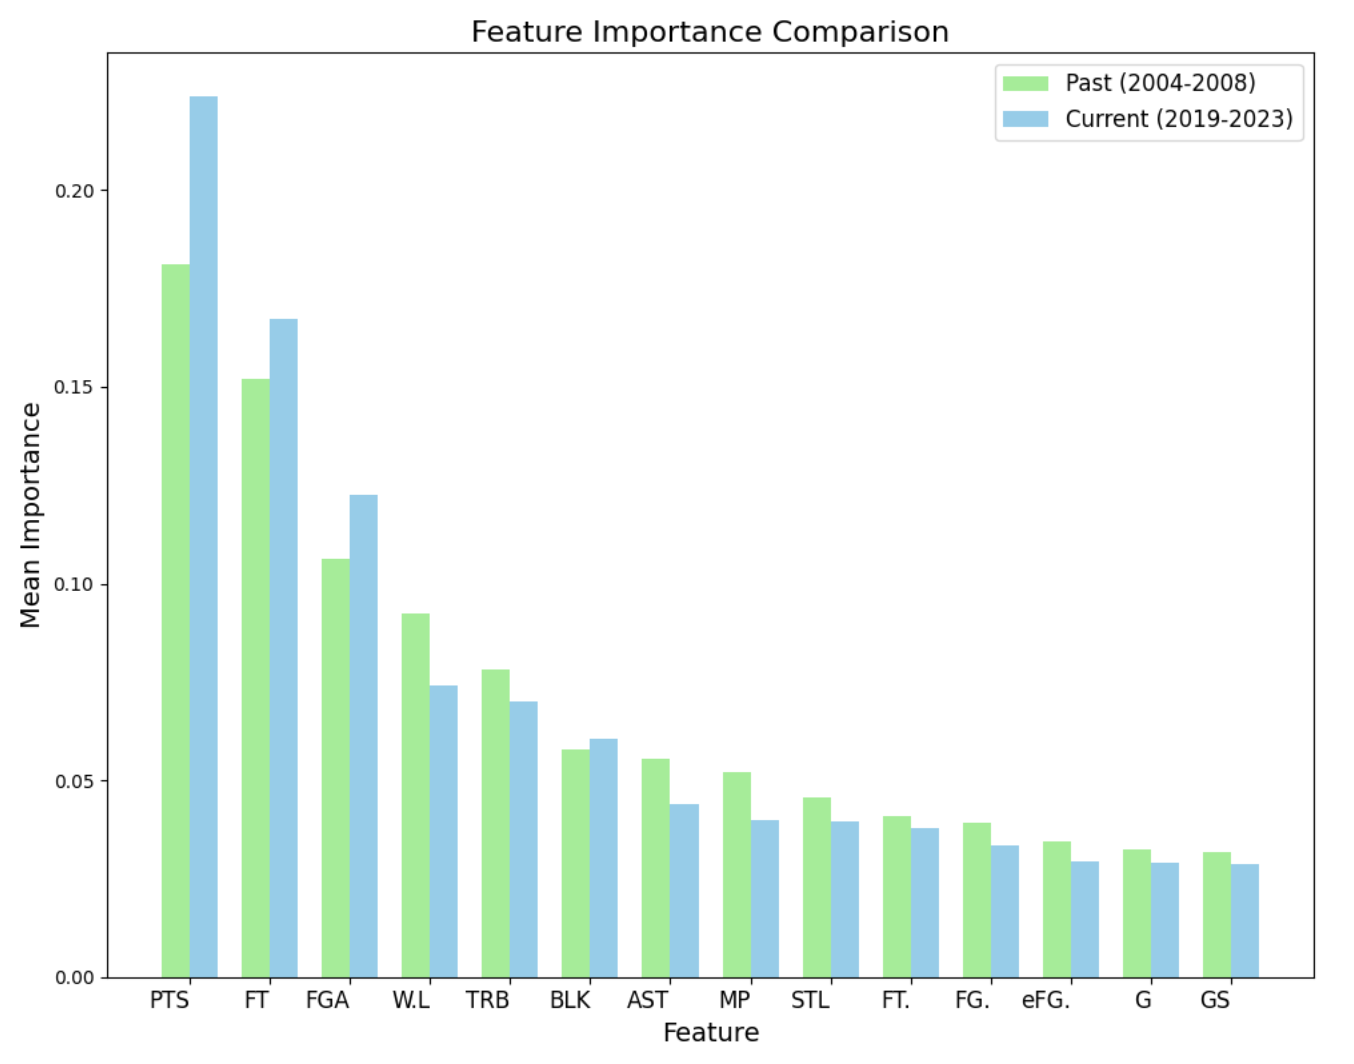 Feature Importance Comparison
Past (2004-2008)
Current (2019-2023)
Mean Importance
0.20
0.15
0.10
0.05
0.00
PTS FT FGA W.L TRB BLK AST MP STL FT. FG. eFG. G GS
Feature